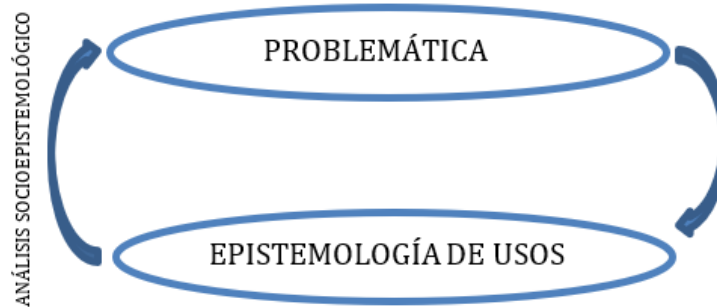 ANÁLISIS SOCIOEPISTEMOLÓGICO
PROBLEMÁTICA
EPISTEMOLOGÍA DE USOS